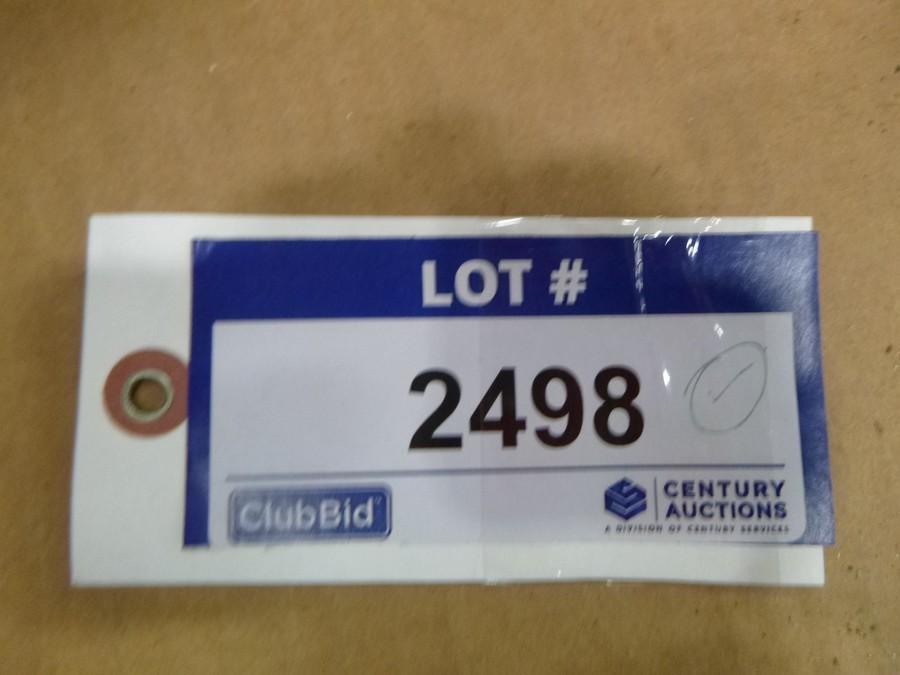 LOT #
2498
ClubBid
CENTURY
AUCTIONS
A DIVISION OF CENTURY SERVICES